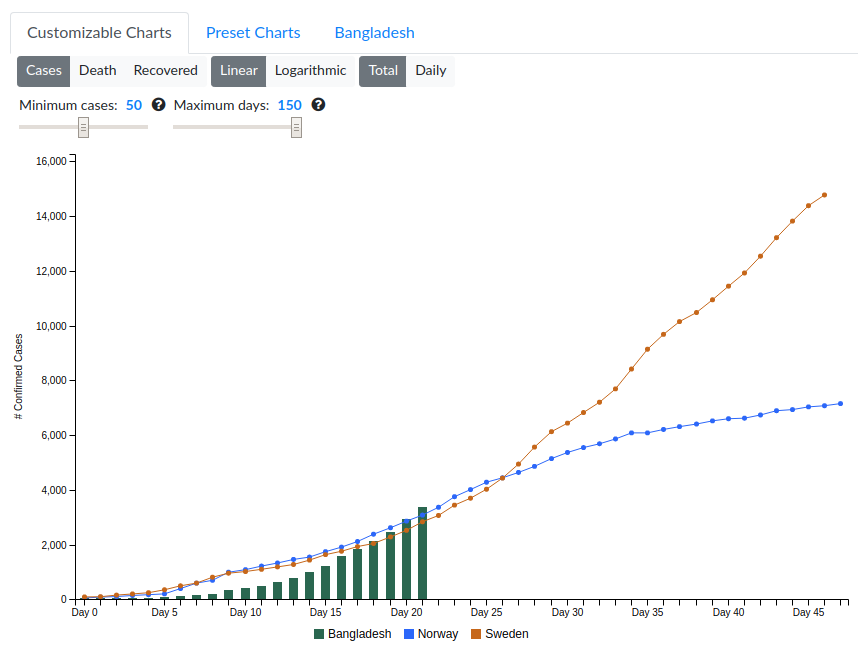 Customizable Charts Preset Charts Bangladesh
Cases Death Recovered Linear Logarithmic Total Daily
Minimum cases: 50 ? Maximum days: 150 ?
16,000
14,000
12,000
10,000
8,000
6,000
4,000
2,000
0
# Confirmed Cases
Day 0 Day 5 Day 10 Day 15 Day 20 Day 25 Day 30 Day 35 Day 40 Day 45
Bangladesh Norway Sweden